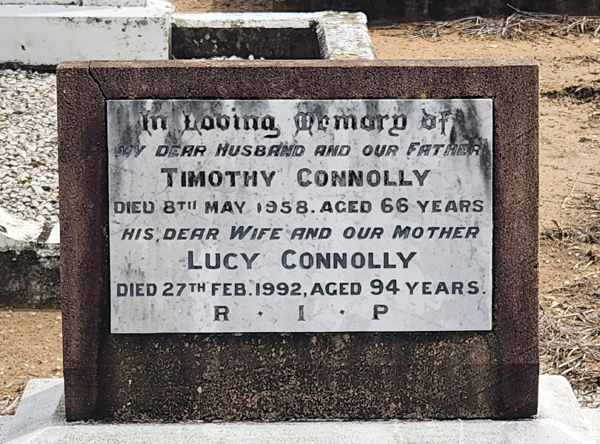 In Loving Memory of
MY DEAR HUSBAND AND OUR FATHER
TIMOTHY CONNOLLY
DIED 8TH MAY 1958. AGED 66 YEARS
HIS DEAR WIFE AND OUR MOTHER
LUCY CONNOLLY
DIED 27TH FEB. 1992, AGED 94 YEARS.
R · I · P